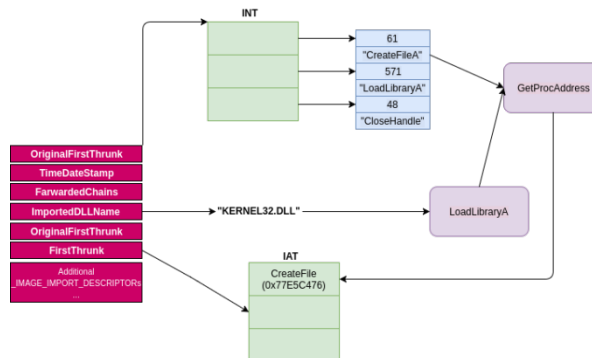 INT
61
"CreateFileA"
571
"LoadLibraryA"
48
"CloseHandle"
GetProcAddress
OriginalFirstThrunk
TimeDateStamp
FarwardedChains
ImportedDLLName
"KERNEL32.DLL"
LoadLibraryA
OriginalFirstThrunk
FirstThrunk
Additional
_IMAGE_IMPORT_DESCRIPTORs
...
IAT
CreateFile
(0x77E5C476)